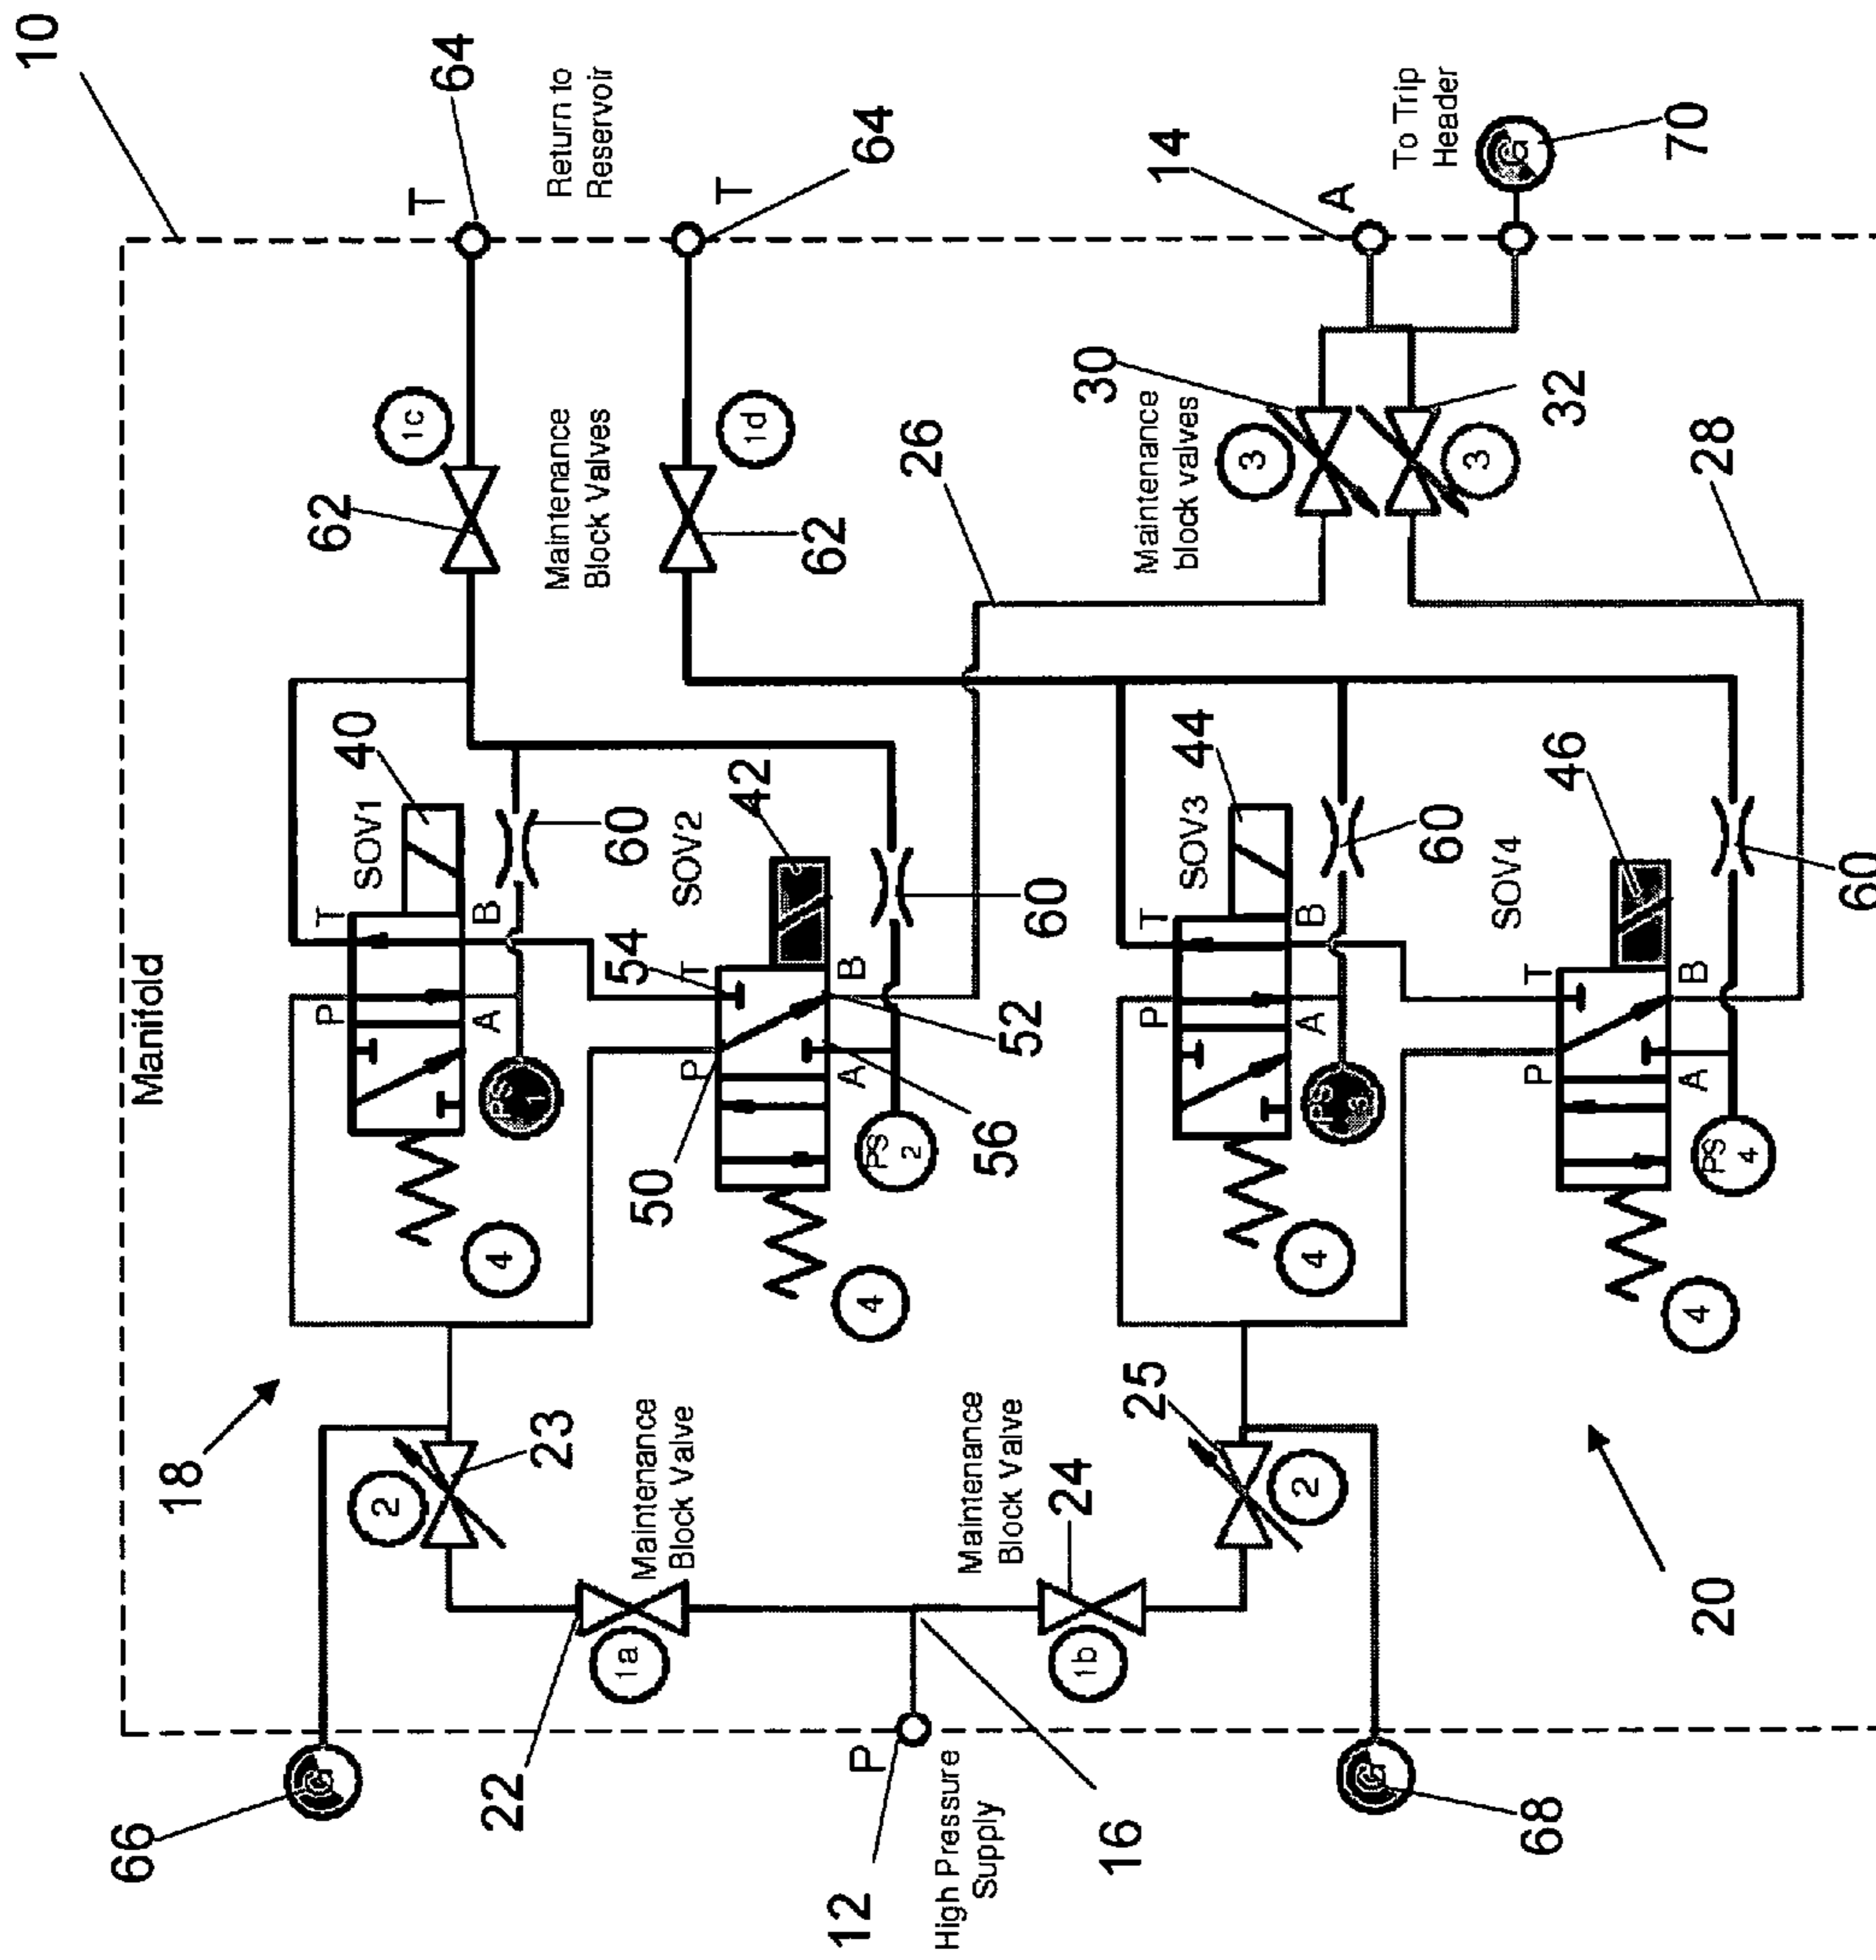 10
Manifold
T
64
Return to
Reservoir
T
64
1c
62
Maintenance
Block Valves
1d
62
14
A
To Trip
Header
70
30
Maintenance
block valves
3
3
32
26
28
40
SOV1
T
B
P
A
60
PS
1
4
42
SOV2
54
T
B
52
60
P
A
50
56
PS
2
4
44
SOV3
T
B
P
A
60
PS
3
4
46
SOV4
T
B
60
P
A
PS
4
4
18
23
2
Maintenance
Block Valve
22
1a
Maintenance
Block Valve
24
1b
25
2
20
66
G
P
12
High Pressure
Supply
16
68
G